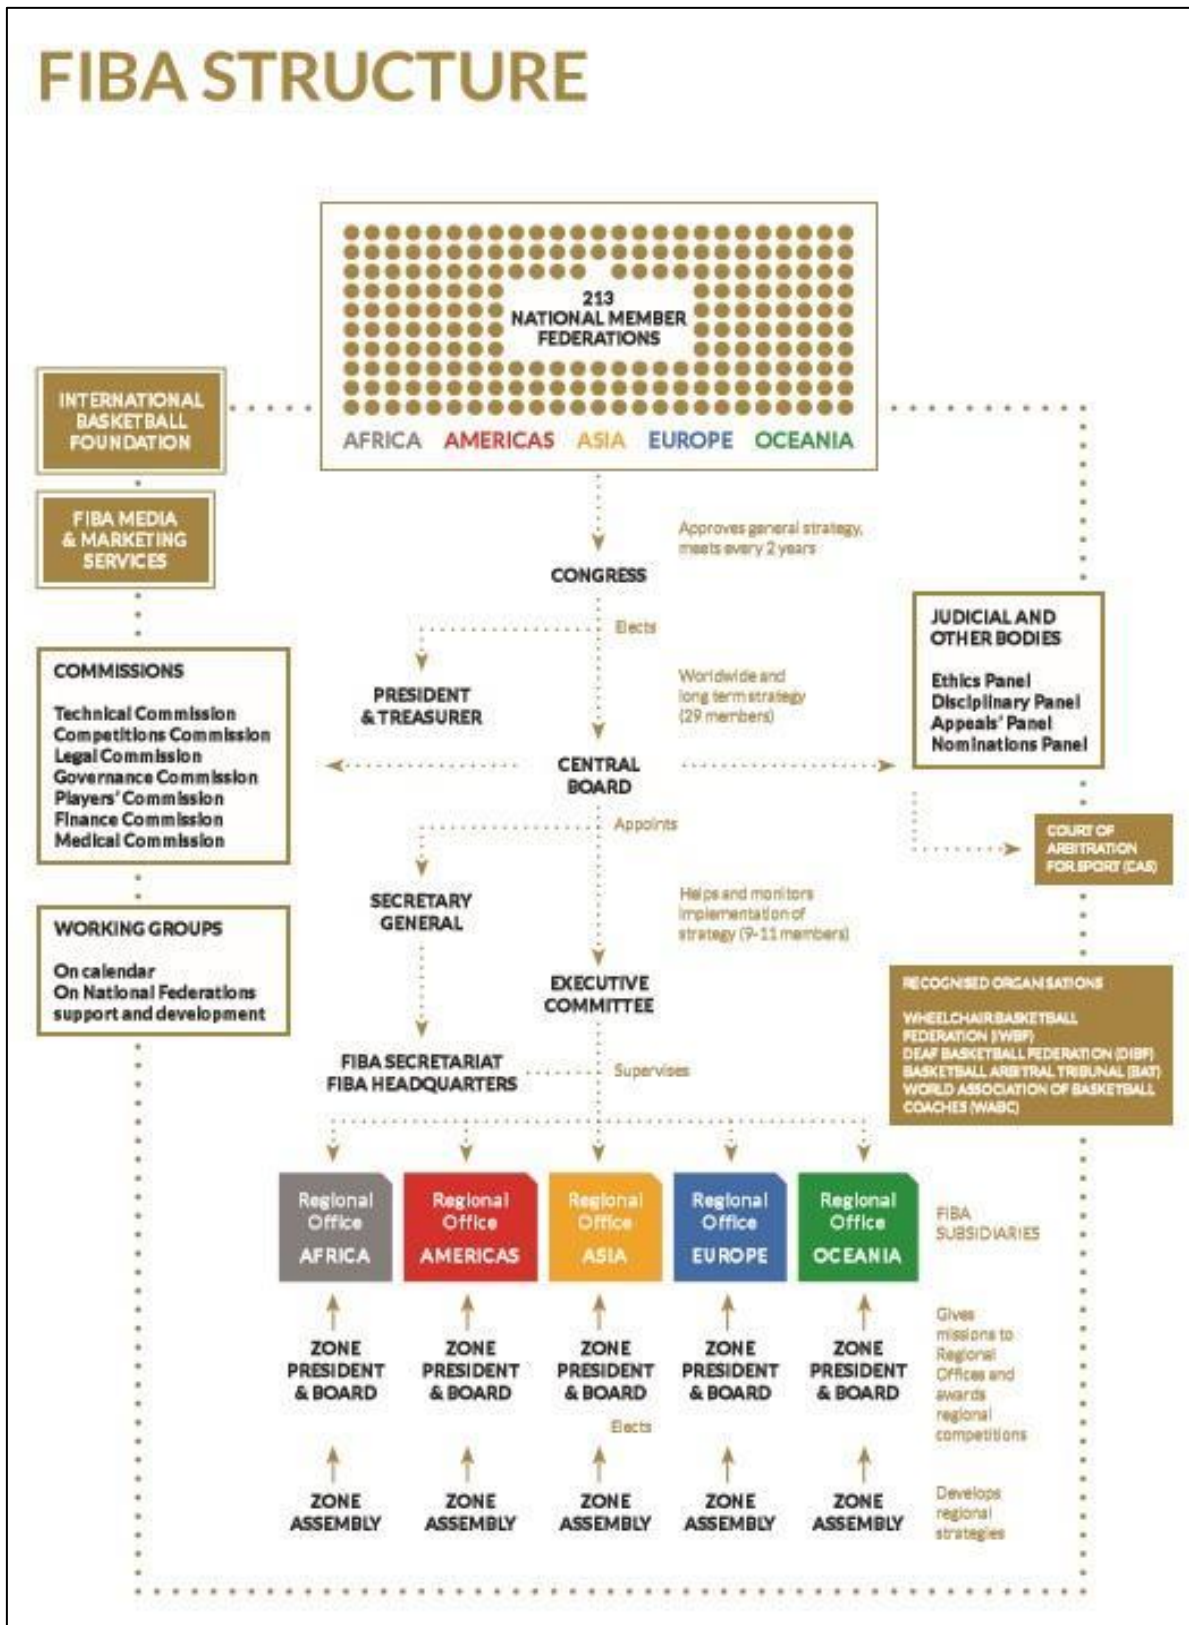 FIBA STRUCTURE
213
NATIONAL MEMBER
FEDERATIONS
AFRICA AMERICAS ASIA EUROPE OCEANIA
INTERNATIONAL
BASKETBALL
FOUNDATION
FIBA MEDIA
& MARKETING
SERVICES
Approves general strategy,
meets every 2 years
CONGRESS
Elects
PRESIDENT
& TREASURER
Worldwide and
long term strategy
(29 members)
COMMISSIONS
Technical Commission
Competitions Commission
Legal Commission
Governance Commission
Players' Commission
Finance Commission
Medical Commission
CENTRAL
BOARD
JUDICIAL AND
OTHER BODIES
Ethics Panel
Disciplinary Panel
Appeals' Panel
Nominations Panel
Appoints
COURT OF
ARBITRATION
FOR SPORT (CAS)
SECRETARY
GENERAL
Helps and monitors
implementation of
strategy (9-11 members)
WORKING GROUPS
On calendar
On National Federations
support and development
EXECUTIVE
COMMITTEE
RECOGNISED ORGANISATIONS
WHEELCHAIR BASKETBALL
FEDERATION (IWBF)
DEAF BASKETBALL FEDERATION (DIBF)
BASKETBALL ARBITRAL TRIBUNAL (BAT)
WORLD ASSOCIATION OF BASKETBALL
COACHES (WABC)
FIBA SECRETARIAT
FIBA HEADQUARTERS
Supervises
Regional
Office
AFRICA
Regional
Office
AMERICAS
Regional
Office
ASIA
Regional
Office
EUROPE
Regional
Office
OCEANIA
FIBA
SUBSIDIARIES
ZONE
PRESIDENT
& BOARD
ZONE
PRESIDENT
& BOARD
ZONE
PRESIDENT
& BOARD
ZONE
PRESIDENT
& BOARD
ZONE
PRESIDENT
& BOARD
Gives
missions to
Regional
Offices and
awards
regional
competitions
Elects
ZONE
ASSEMBLY
ZONE
ASSEMBLY
ZONE
ASSEMBLY
ZONE
ASSEMBLY
ZONE
ASSEMBLY
Develops
regional
strategies